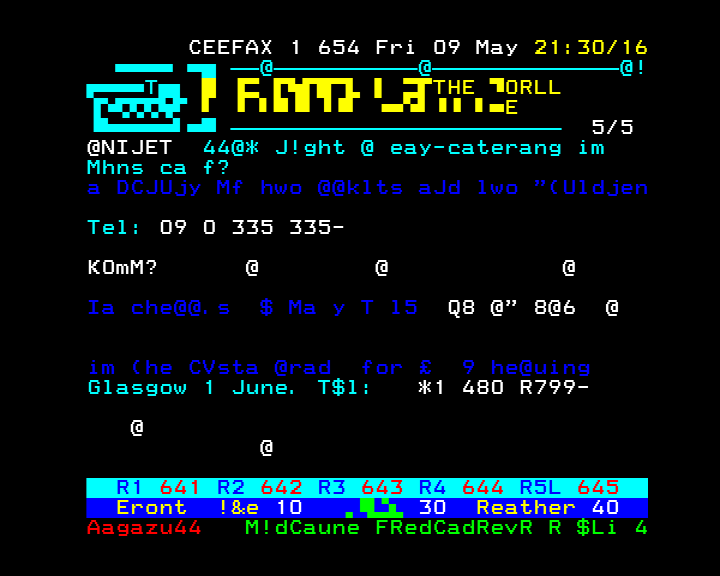 CEEFAX 1 654 Fri 09 May 21:30/16
@ @ @!
T THE ORLL
E
5/5
@NIJET 44@* J!ght @ eay-caterang im
Mhns ca f?
a DCJUjy Mf hwo @@klts aJd lwo ”(Uldjen
Tel: 09 0 335 335-
KOmM? @ @ @
Ia che@@.s $ Ma y T l5 Q8 @” 8@6 @
im (he CVsta @rad for £ 9 he@uing
Glasgow 1 June. T$l: *1 480 R799-
@
@
R1 641 R2 642 R3 643 R4 644 R5L 645
Eront !&e 10 30 Reather 40
Aagazu44 M!dCaune FRedCadRevR R $Li 4